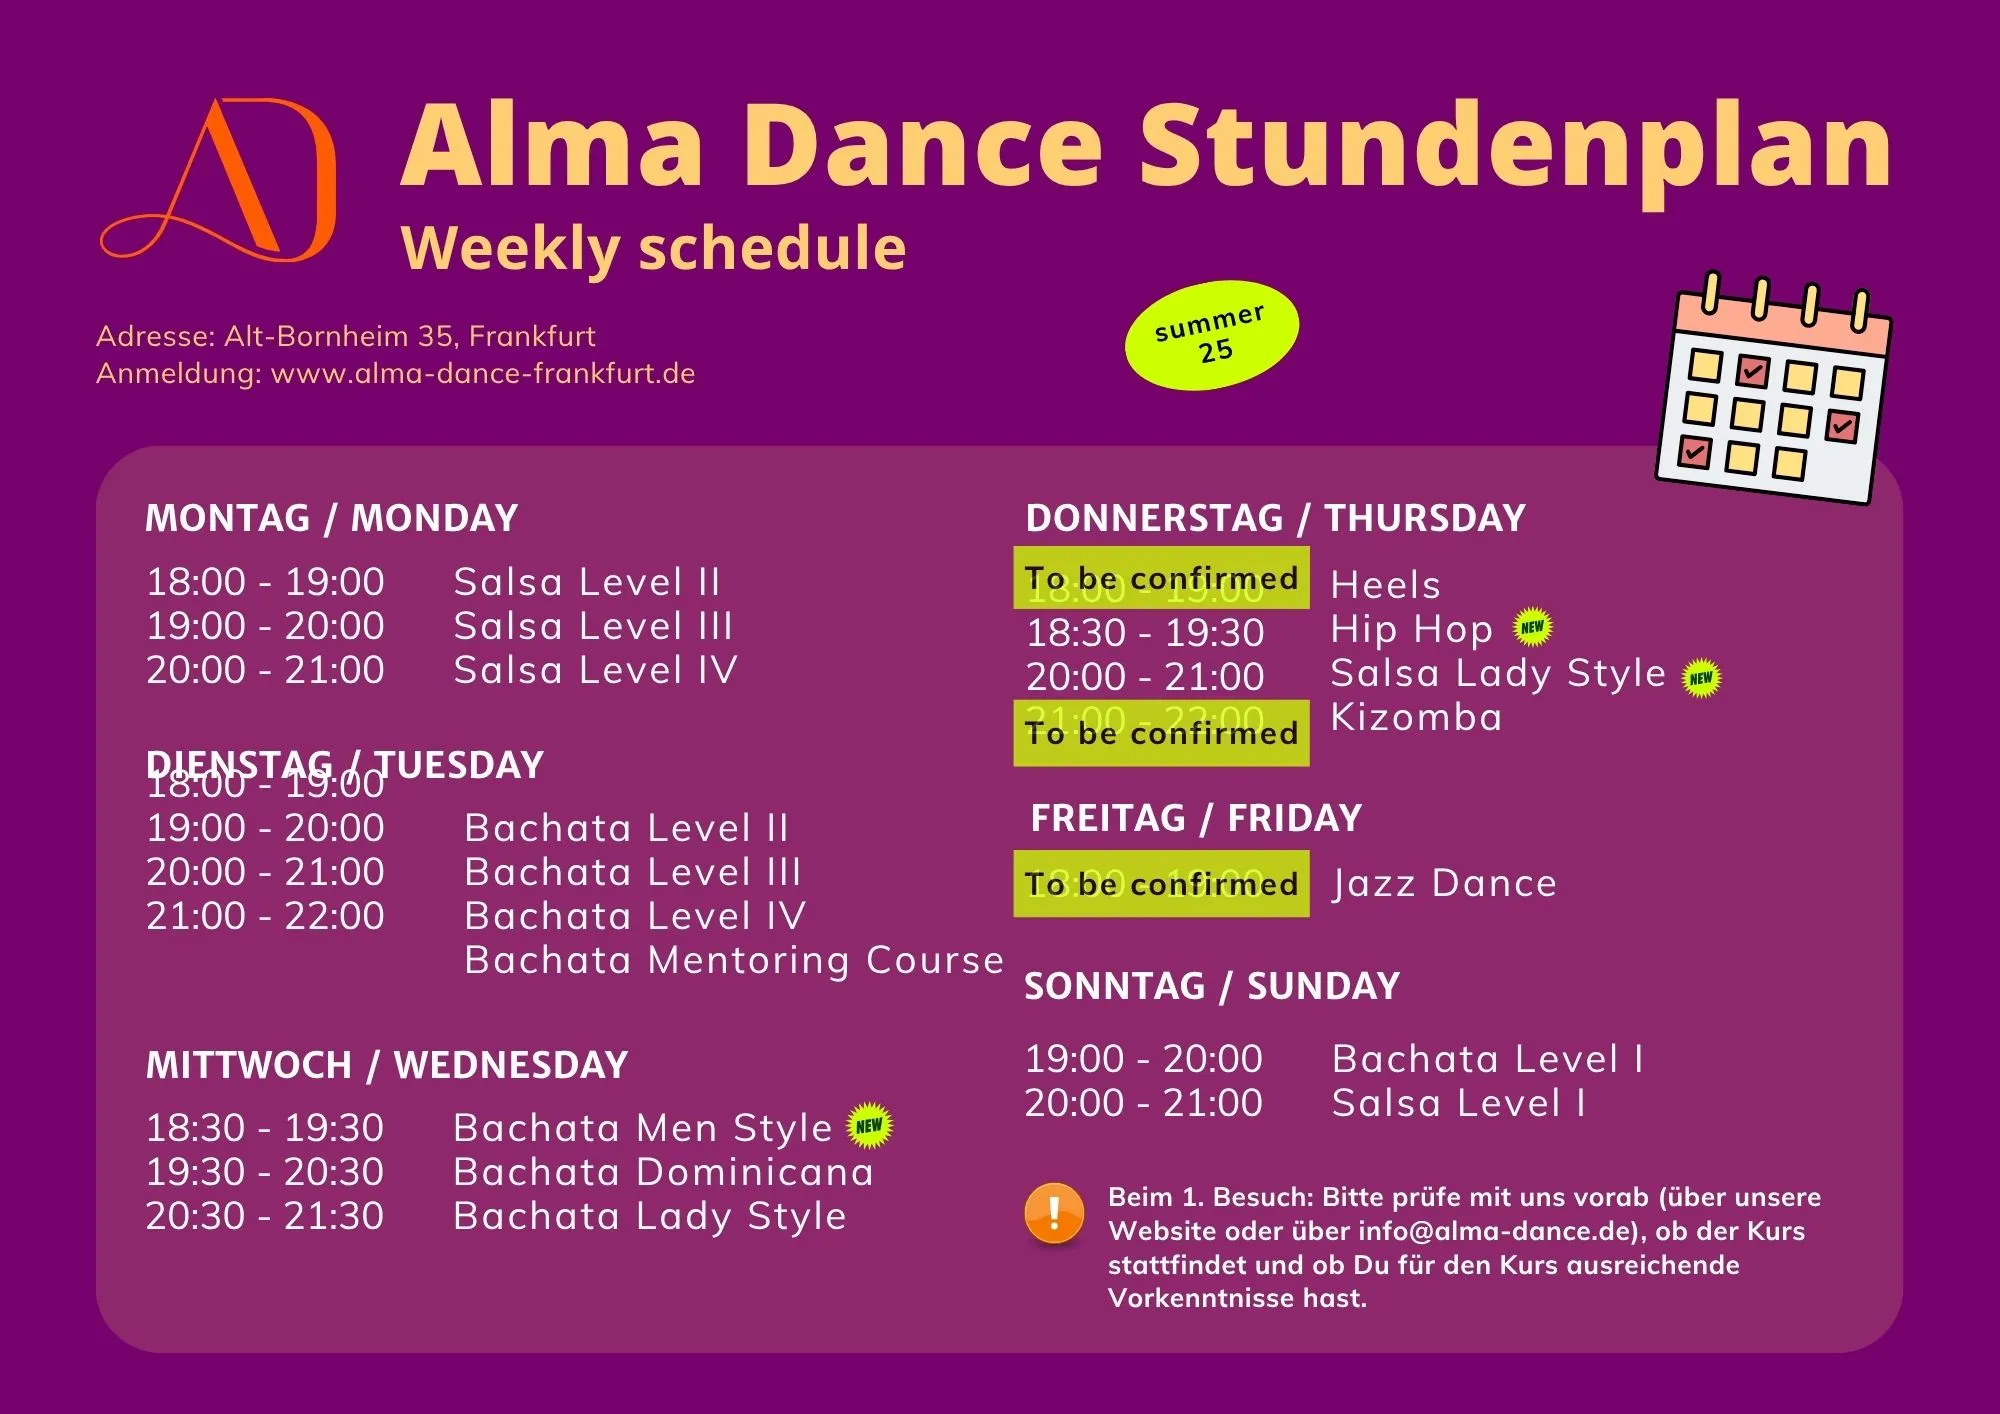 AD
Alma Dance Stundenplan
Weekly schedule
Adresse: Alt-Bornheim 35, Frankfurt
Anmeldung: www.alma-dance-frankfurt.de
summer
25
MONTAG / MONDAY
18:00 - 19:00 Salsa Level II
19:00 - 20:00 Salsa Level III
20:00 - 21:00 Salsa Level IV
DIENSTAG / TUESDAY
18:00 - 19:00
19:00 - 20:00 Bachata Level II
20:00 - 21:00 Bachata Level III
21:00 - 22:00 Bachata Level IV
Bachata Mentoring Course
MITTWOCH / WEDNESDAY
18:30 - 19:30 Bachata Men Style NEW
19:30 - 20:30 Bachata Dominicana
20:30 - 21:30 Bachata Lady Style
DONNERSTAG / THURSDAY
To be confirmed 18:00 - 19:00 Heels
18:30 - 19:30 Hip Hop NEW
20:00 - 21:00 Salsa Lady Style NEW
21:00 - 22:00 To be confirmed Kizomba
FREITAG / FRIDAY
To be confirmed 18:00 - 19:00 Jazz Dance
SONNTAG / SUNDAY
19:00 - 20:00 Bachata Level I
20:00 - 21:00 Salsa Level I
! Beim 1. Besuch: Bitte prüfe mit uns vorab (über unsere
Website oder über info@alma-dance.de), ob der Kurs
stattfindet und ob Du für den Kurs ausreichende
Vorkenntnisse hast.